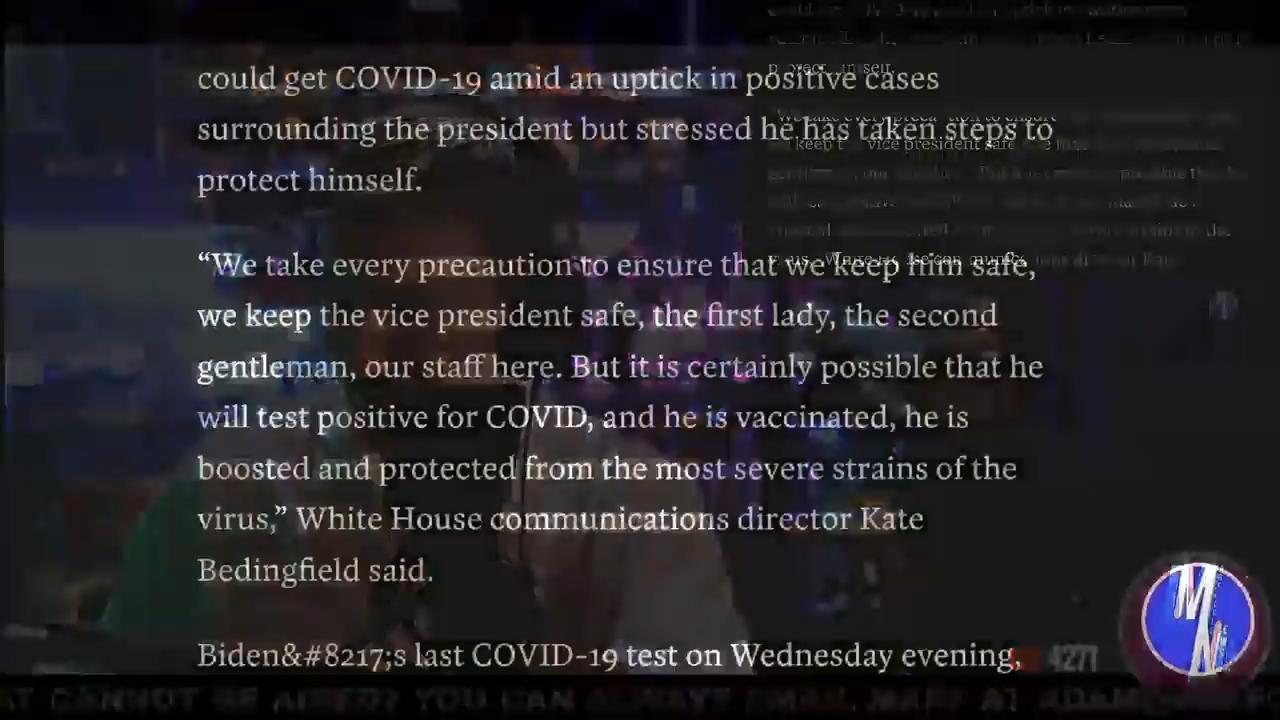 could get COVID-19 amid an uptick in positive cases
surrounding the president but stressed he has taken steps to
protect himself.
“We take every precaution to ensure that we keep him safe,
we keep the vice president safe, the first lady, the second
gentleman, our staff here. But it is certainly possible that he
will test positive for COVID, and he is vaccinated, he is
boosted and protected from the most severe strains of the
virus,” White House communications director Kate
Bedingfield said.
Biden&#8217;s last COVID-19 test on Wednesday evening,
4277
CANNOT BE AIRED? YOU CAN ALWAYS EMAIL